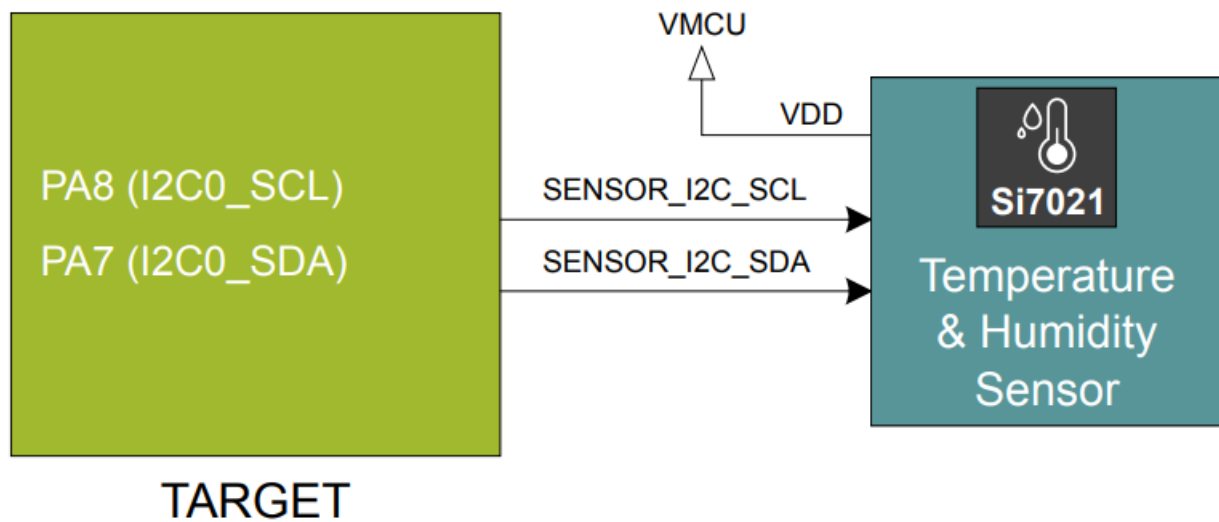 VMCU
VDD
PA8 (I2C0_SCL)
PA7 (I2C0_SDA)
SENSOR_I2C_SCL
SENSOR_I2C_SDA
Si7021
Temperature
& Humidity
Sensor
TARGET